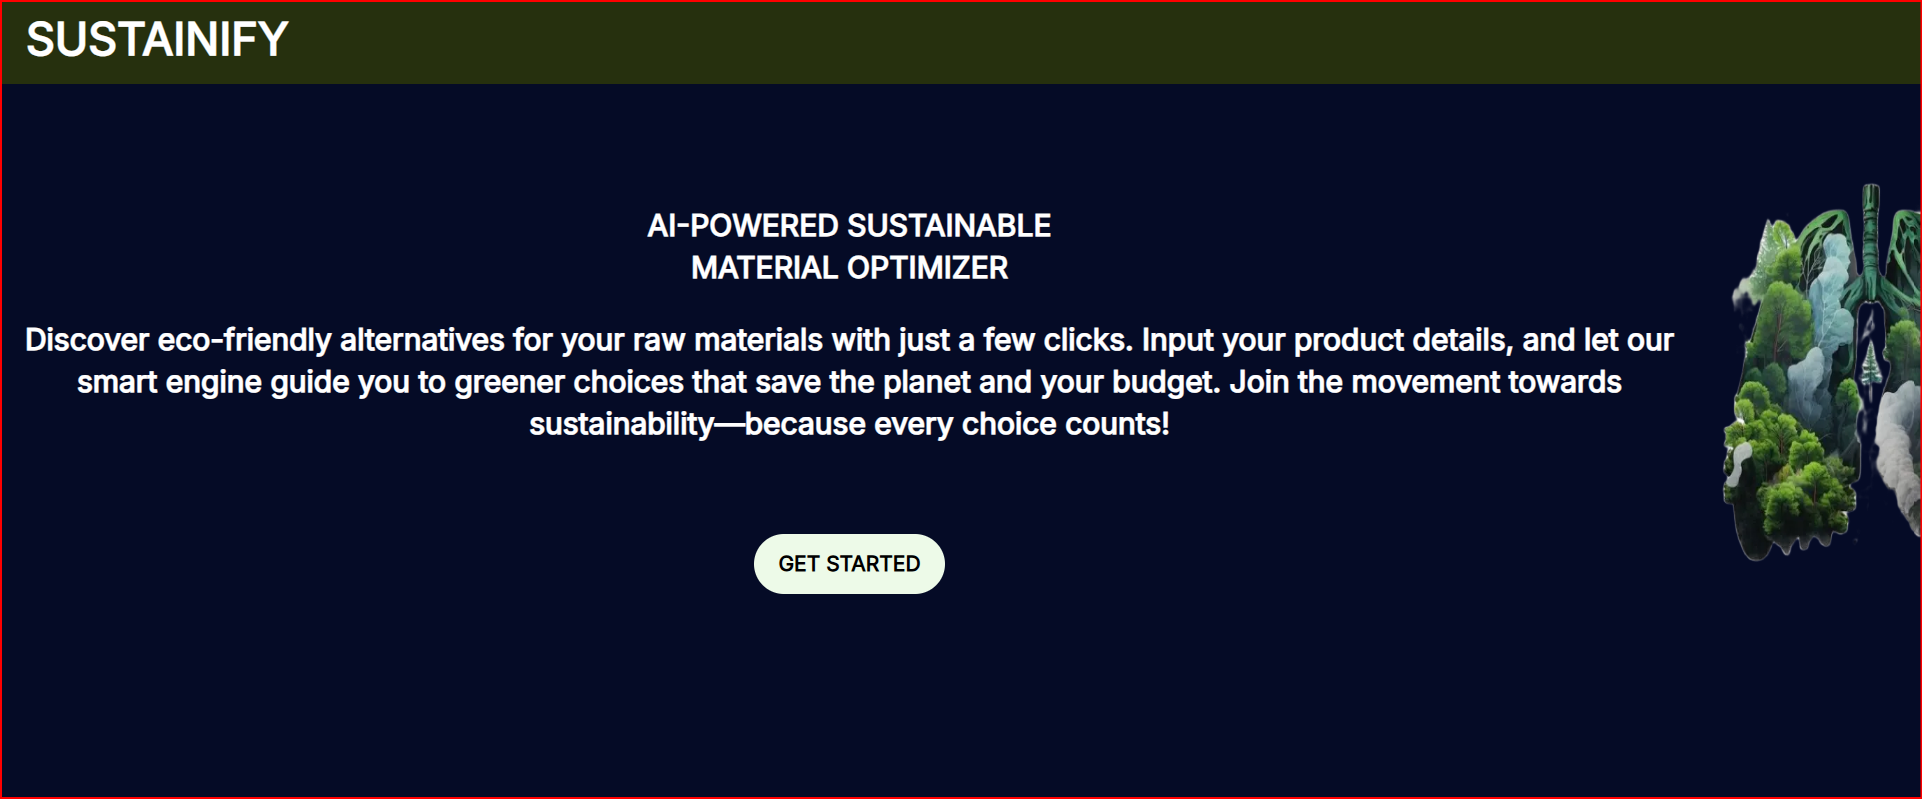 SUSTAINIFY
AI-POWERED SUSTAINABLE
MATERIAL OPTIMIZER
Discover eco-friendly alternatives for your raw materials with just a few clicks. Input your product details, and let our
smart engine guide you to greener choices that save the planet and your budget. Join the movement towards
sustainability—because every choice counts!
GET STARTED